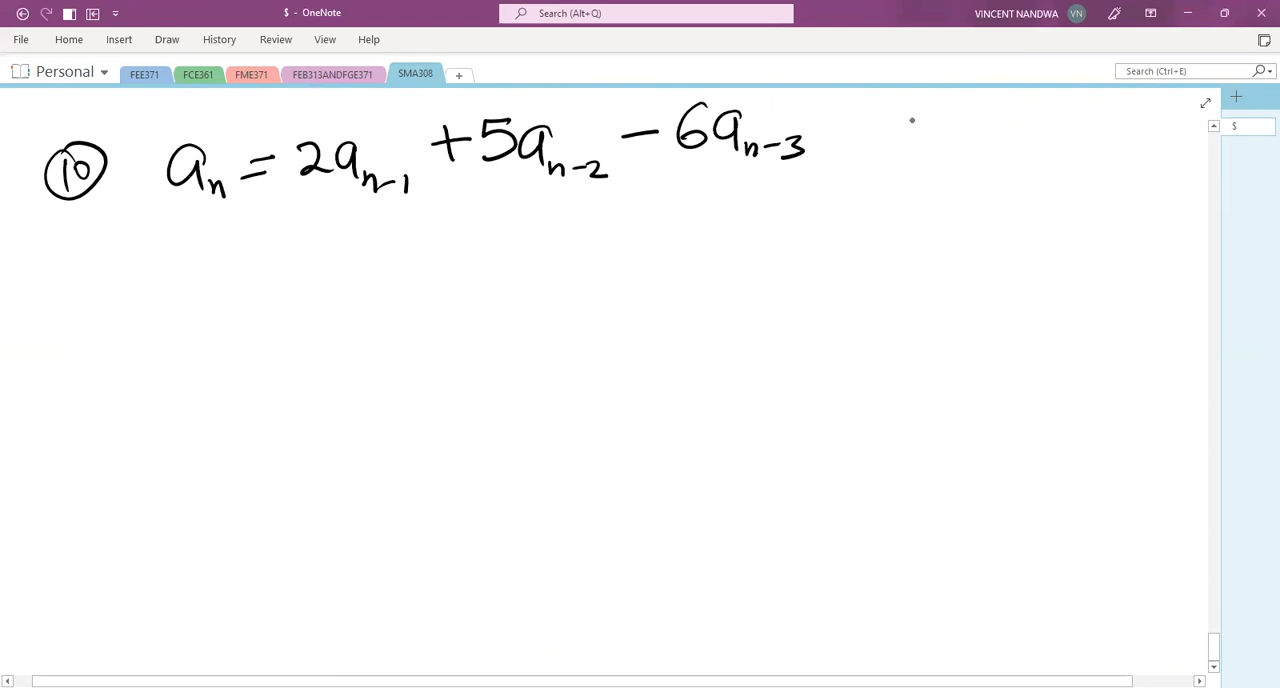 $ - OneNote
Search (Alt+Q)
VINCENT NANDWA VN
File Home Insert Draw History Review View Help
Personal FEE371 FCE361 FME371 FEB313ANDFGE371 SMA308 +
Search (Ctrl+E)
$
⑩ aₙ = 2aₙ₋₁ + 5aₙ₋₂ − 6aₙ₋₃